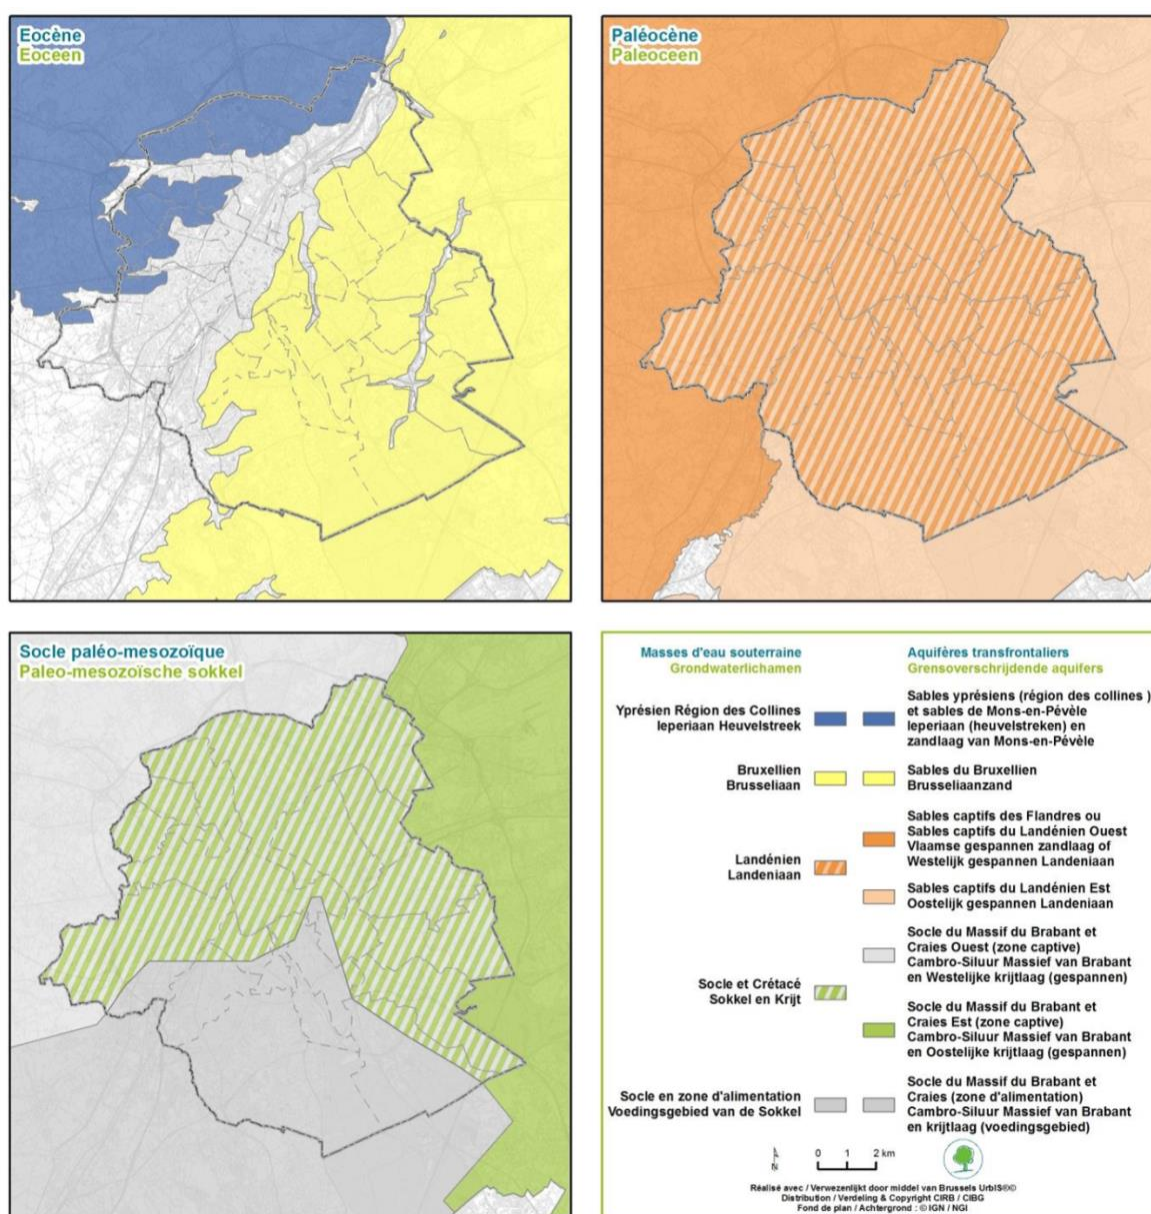 Eocène
Eoceen
Paléocène
Paleoceen
Socle paléo-mesozoïque
Paleo-mesozoïsche sokkel
Masses d'eau souterraine
Grondwaterlichamen
Aquifères transfrontaliers
Grensoverschrijdende aquifers
Yprésien Région des Collines
Ieperiaan Heuvelstreek
Sables yprésiens (région des collines )
et sables de Mons-en-Pévèle
Ieperiaan (heuvelstreken) en
zandlaag van Mons-en-Pévèle
Bruxellien
Brusseliaan
Sables du Bruxellien
Brusseliaanzand
Landénien
Landeniaan
Sables captifs des Flandres ou
Sables captifs du Landénien Ouest
Vlaamse gespannen zandlaag of
Westelijk gespannen Landeniaan
Sables captifs du Landénien Est
Oostelijk gespannen Landeniaan
Socle et Crétacé
Sokkel en Krijt
Socle du Massif du Brabant et
Craies Ouest (zone captive)
Cambro-Siluur Massief van Brabant
en Westelijke krijtlaag (gespannen)
Socle du Massif du Brabant et
Craies Est (zone captive)
Cambro-Siluur Massief van Brabant
en Oostelijke krijtlaag (gespannen)
Socle en zone d'alimentation
Voedingsgebied van de Sokkel
Socle du Massif du Brabant et
Craies (zone d'alimentation)
Cambro-Siluur Massief van Brabant
en krijtlaag (voedingsgebied)
N
0 1 2 km
Réalisé avec / Verwezenlijkt door middel van Brussels UrbIS®©
Distribution / Verdeling & Copyright CIRB / CIBG
Fond de plan / Achtergrond : © IGN / NGI